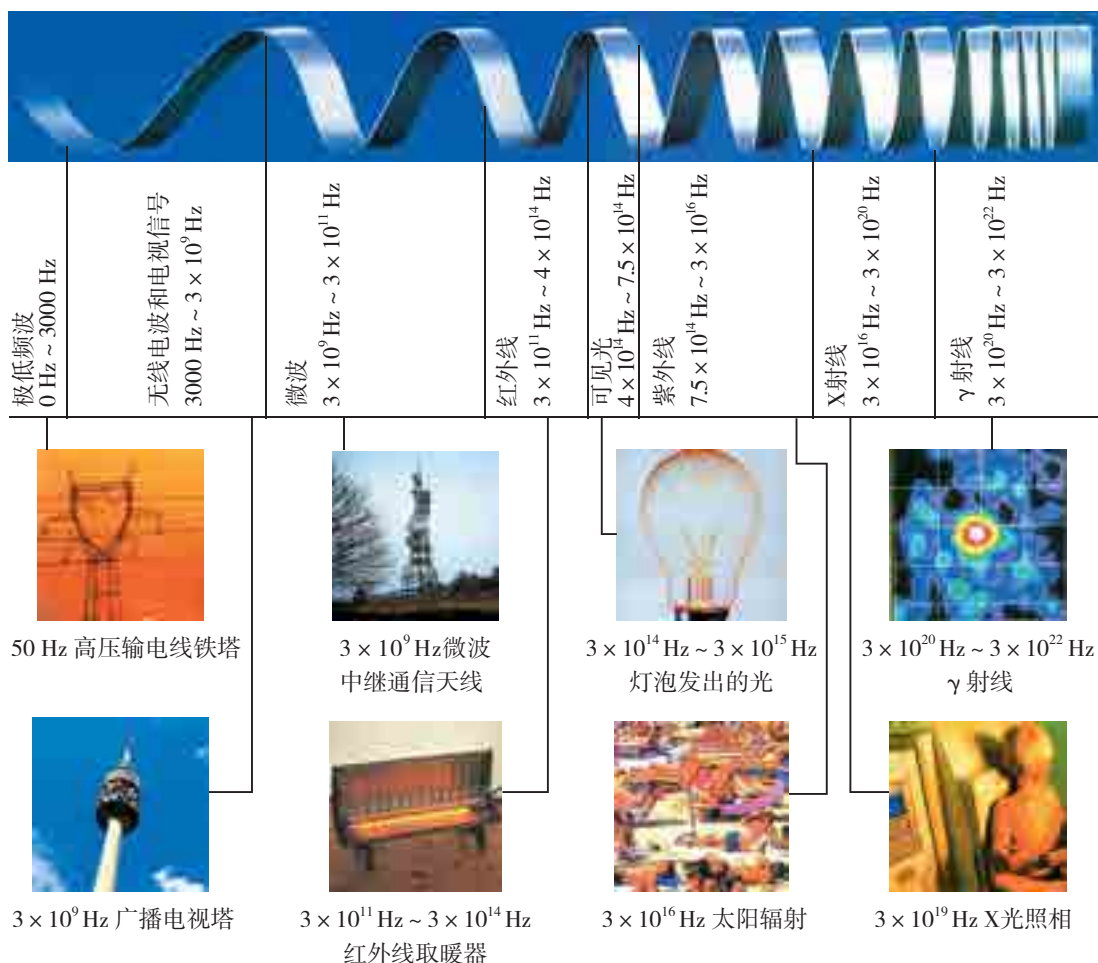 极低频波
0 Hz ~ 3000 Hz
无线电波和电视信号
3000 Hz ~ 3 × 10⁹ Hz
微波
3 × 10⁹ Hz ~ 3 × 10¹¹ Hz
红外线
3 × 10¹¹ Hz ~ 4 × 10¹⁴ Hz
可见光
4 × 10¹⁴ Hz ~ 7.5 × 10¹⁴ Hz
紫外线
7.5 × 10¹⁴ Hz ~ 3 × 10¹⁶ Hz
X射线
3 × 10¹⁶ Hz ~ 3 × 10²⁰ Hz
γ 射线
3 × 10²⁰ Hz ~ 3 × 10²² Hz
50 Hz 高压输电线铁塔
3 × 10⁹ Hz微波
中继通信天线
3 × 10¹⁴ Hz ~ 3 × 10¹⁵ Hz
灯泡发出的光
3 × 10²⁰ Hz ~ 3 × 10²² Hz
γ 射线
3 × 10⁹ Hz 广播电视塔
3 × 10¹¹ Hz ~ 3 × 10¹⁴ Hz
红外线取暖器
3 × 10¹⁶ Hz 太阳辐射
3 × 10¹⁹ Hz X光照相